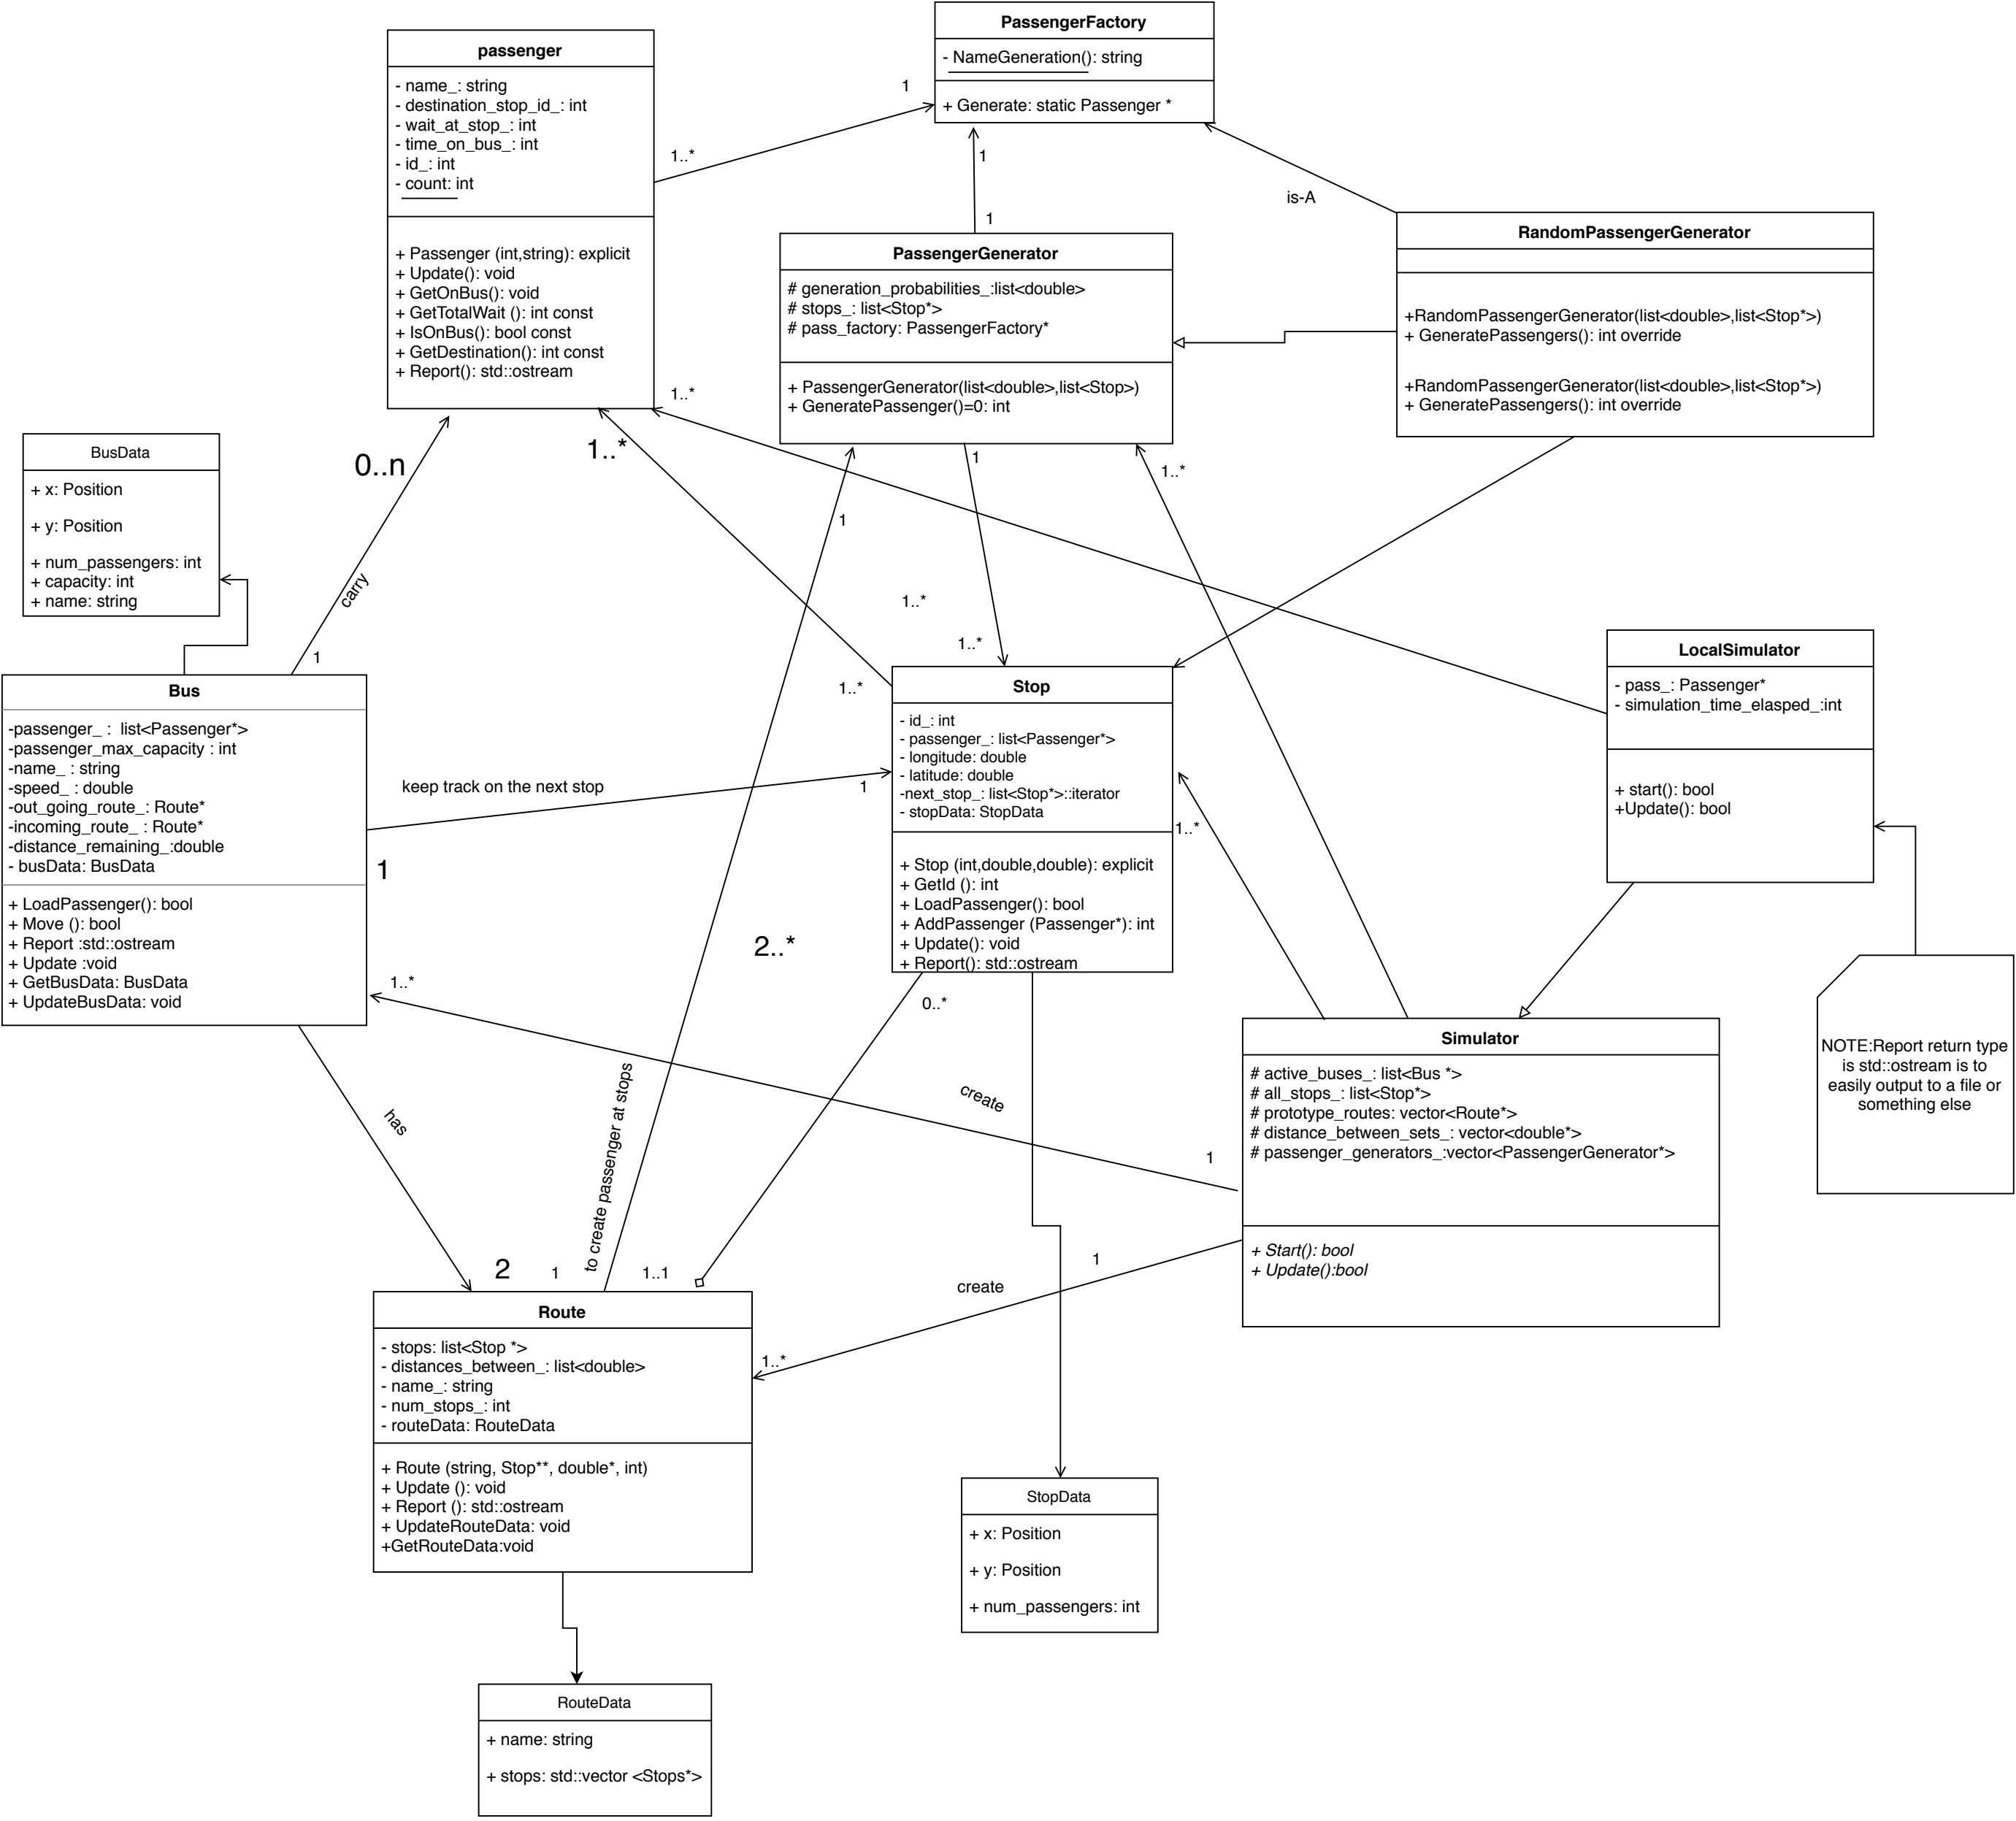 PassengerFactory
- NameGeneration(): string
+ Generate: static Passenger *
passenger
- name_: string
- destination_stop_id_: int
- wait_at_stop_: int
- time_on_bus_: int
- id_: int
- count: int
+ Passenger (int,string): explicit
+ Update(): void
+ GetOnBus(): void
+ GetTotalWait (): int const
+ IsOnBus(): bool const
+ GetDestination(): int const
+ Report(): std::ostream
1
1..*
1
1
is-A
PassengerGenerator
# generation_probabilities_:list<double>
# stops_: list<Stop*>
# pass_factory: PassengerFactory*
+ PassengerGenerator(list<double>,list<Stop>)
+ GeneratePassenger()=0: int
RandomPassengerGenerator
+RandomPassengerGenerator(list<double>,list<Stop*>)
+ GeneratePassengers(): int override
+RandomPassengerGenerator(list<double>,list<Stop*>)
+ GeneratePassengers(): int override
1..*
1..*
0..n
1
1..*
1
BusData
+ x: Position
+ y: Position
+ num_passengers: int
+ capacity: int
+ name: string
carry
1
1..*
1..*
1..*
Bus
-passenger_ : list<Passenger*>
-passenger_max_capacity : int
-name_ : string
-speed_ : double
-out_going_route_: Route*
-incoming_route_ : Route*
-distance_remaining_:double
- busData: BusData
+ LoadPassenger(): bool
+ Move (): bool
+ Report :std::ostream
+ Update :void
+ GetBusData: BusData
+ UpdateBusData: void
keep track on the next stop
1
1
Stop
- id_: int
- passenger_: list<Passenger*>
- longitude: double
- latitude: double
-next_stop_: list<Stop*>::iterator
- stopData: StopData
+ Stop (int,double,double): explicit
+ GetId (): int
+ LoadPassenger(): bool
+ AddPassenger (Passenger*): int
+ Update(): void
+ Report(): std::ostream
1..*
LocalSimulator
- pass_: Passenger*
- simulation_time_elasped_:int
+ start(): bool
+Update(): bool
2..*
1..*
0..*
create
has
to create passenger at stops
1
Simulator
# active_buses_: list<Bus *>
# all_stops_: list<Stop*>
# prototype_routes: vector<Route*>
# distance_between_sets_: vector<double*>
# passenger_generators_:vector<PassengerGenerator*>
+ Start(): bool
+ Update():bool
NOTE:Report return type
is std::ostream is to
easily output to a file or
something else
2
1
1..1
1
create
1..*
Route
- stops: list<Stop *>
- distances_between_: list<double>
- name_: string
- num_stops_: int
- routeData: RouteData
+ Route (string, Stop**, double*, int)
+ Update (): void
+ Report (): std::ostream
+ UpdateRouteData: void
+GetRouteData:void
StopData
+ x: Position
+ y: Position
+ num_passengers: int
RouteData
+ name: string
+ stops: std::vector <Stops*>